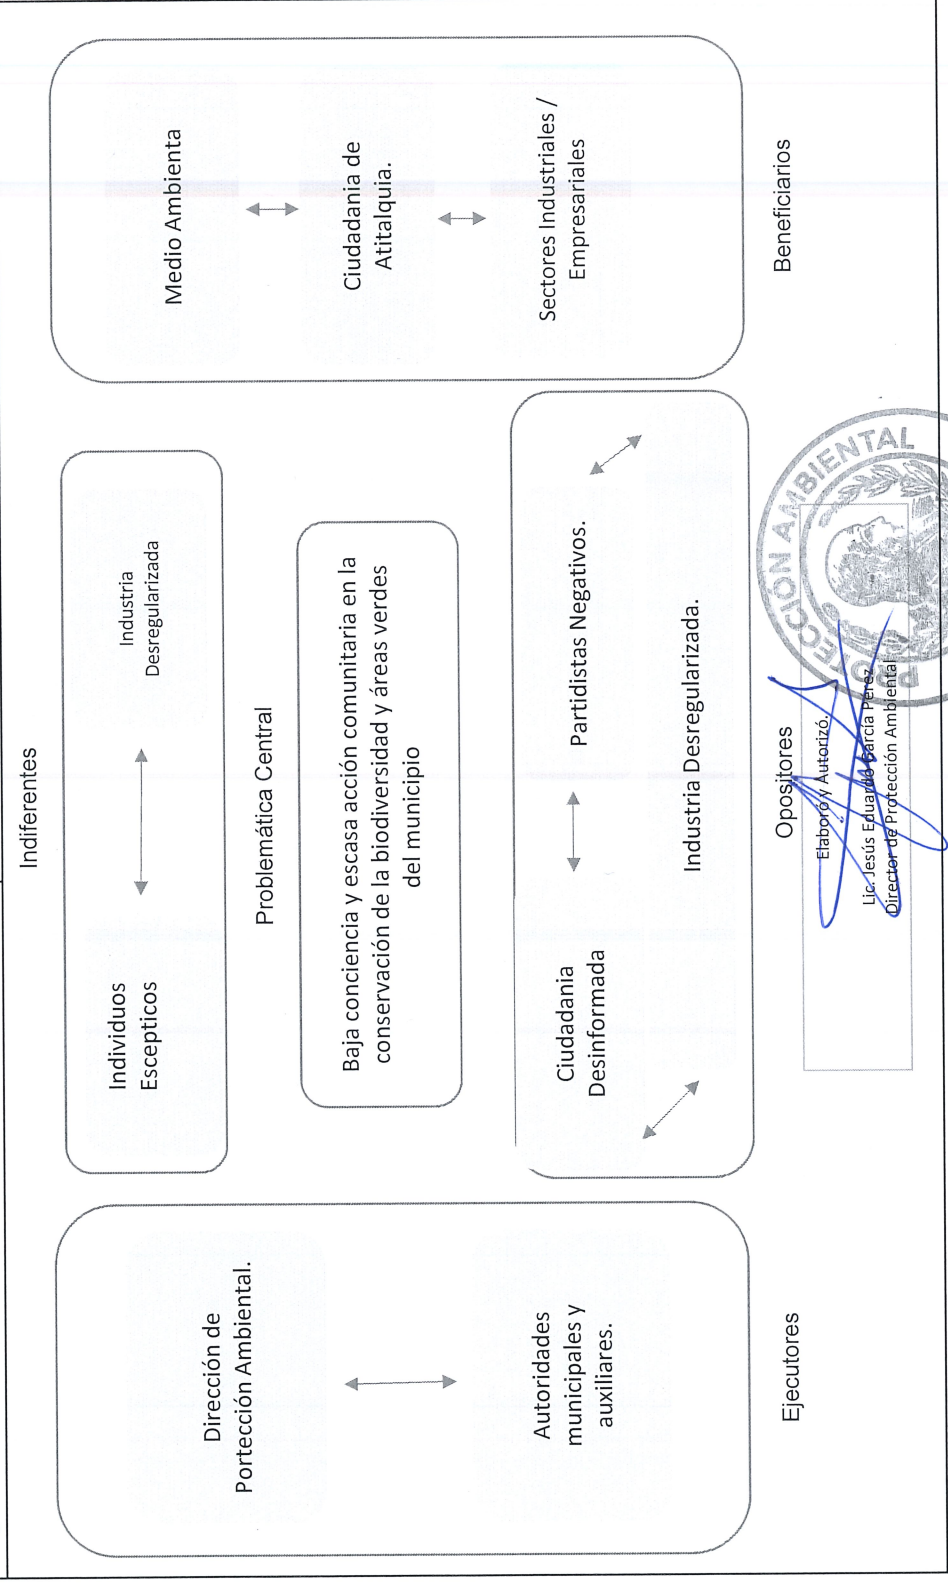 Indiferentes
Individuos
Escepticos
Industria
Desregularizada
Problemática Central
Baja conciencia y escasa acción comunitaria en la
conservación de la biodiversidad y áreas verdes
del municipio
Dirección de
Portección Ambiental.
Autoridades
municipales y
auxiliares.
Ejecutores
Ciudadania
Desinformada
Partidistas Negativos.
Industria Desregularizada.
Opositores
Medio Ambienta
Ciudadania de
Atitalquia.
Sectores Industriales /
Empresariales
Beneficiarios
Elaboró y Autorizó.
Lic. Jesús Eduardo García Pérez
Director de Protección Ambiental
PROTECCIÓN AMBIENTAL